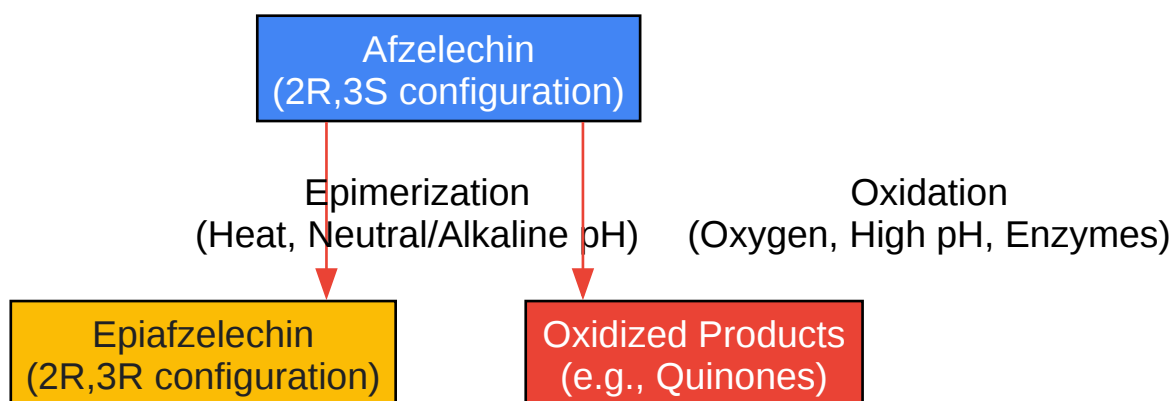 Afzelechin
(2R,3S configuration)
Epimerization
(Heat, Neutral/Alkaline pH)
Oxidation
(Oxygen, High pH, Enzymes)
Epiafzelechin
(2R,3R configuration)
Oxidized Products
(e.g., Quinones)